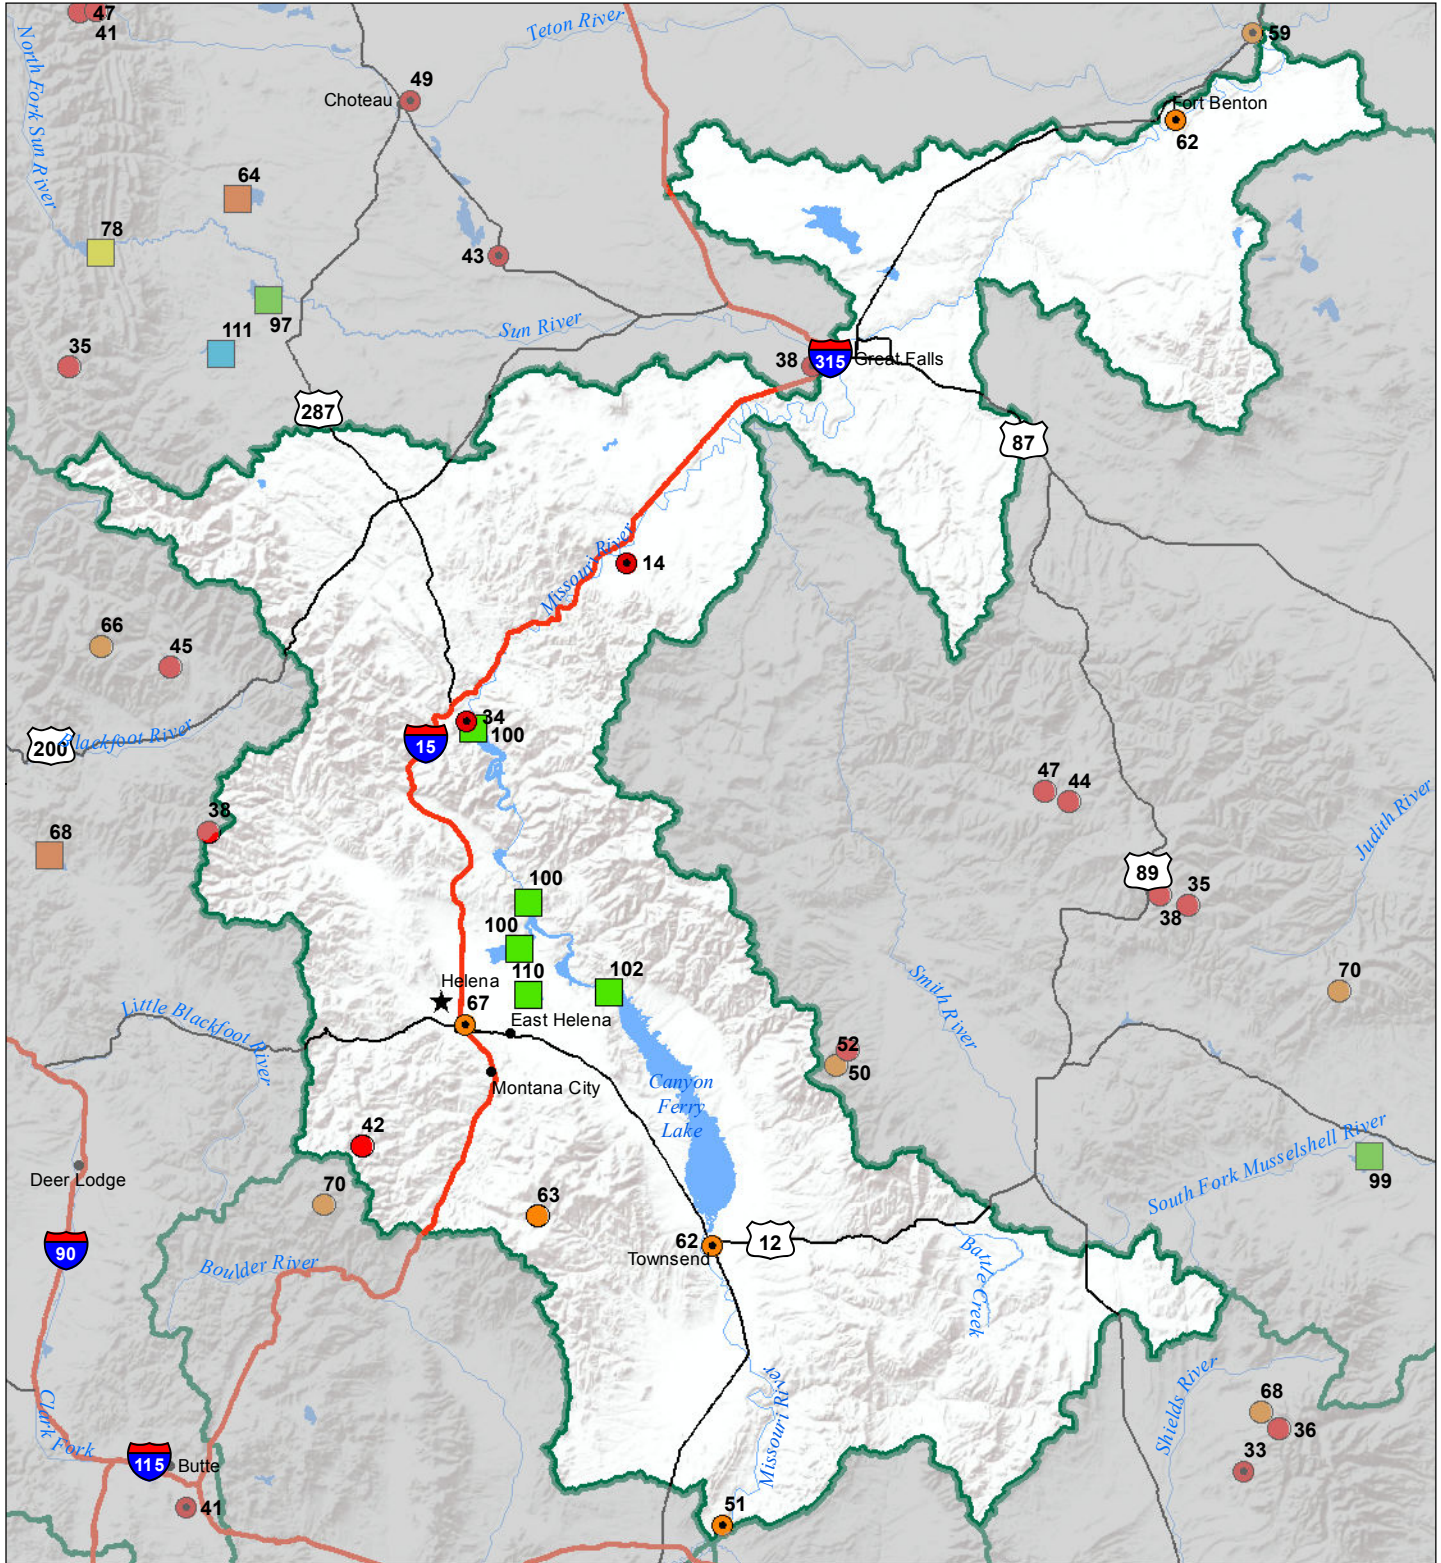 47
41
Teton River
59
North Fork Sun River
49
Choteau
Fort Benton
62
64
78
43
97
Sun River
111
35
38
315
Great Falls
287
87
Missouri River
14
66
45
Blackfoot River
200
34
100
15
47
44
38
68
Judith River
89
35
38
100
100
70
110
102
Helena
67
Smith River
Little Blackfoot River
East Helena
52
50
Montana City
Canyon
Ferry
Lake
42
South Fork Musselshell River
Deer Lodge
99
70
63
90
62
12
Townsend
Boulder River
Battle Creek
Missouri River
Shields River
68
36
Clark Fork
33
115
Butte
41
51